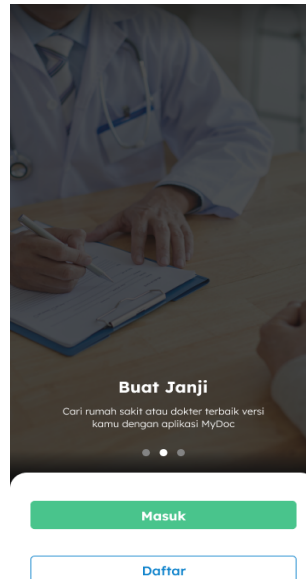 Buat Janji
Cari rumah sakit atau dokter terbaik versi
kamu dengan aplikasi MyDoc
Masuk
Daftar